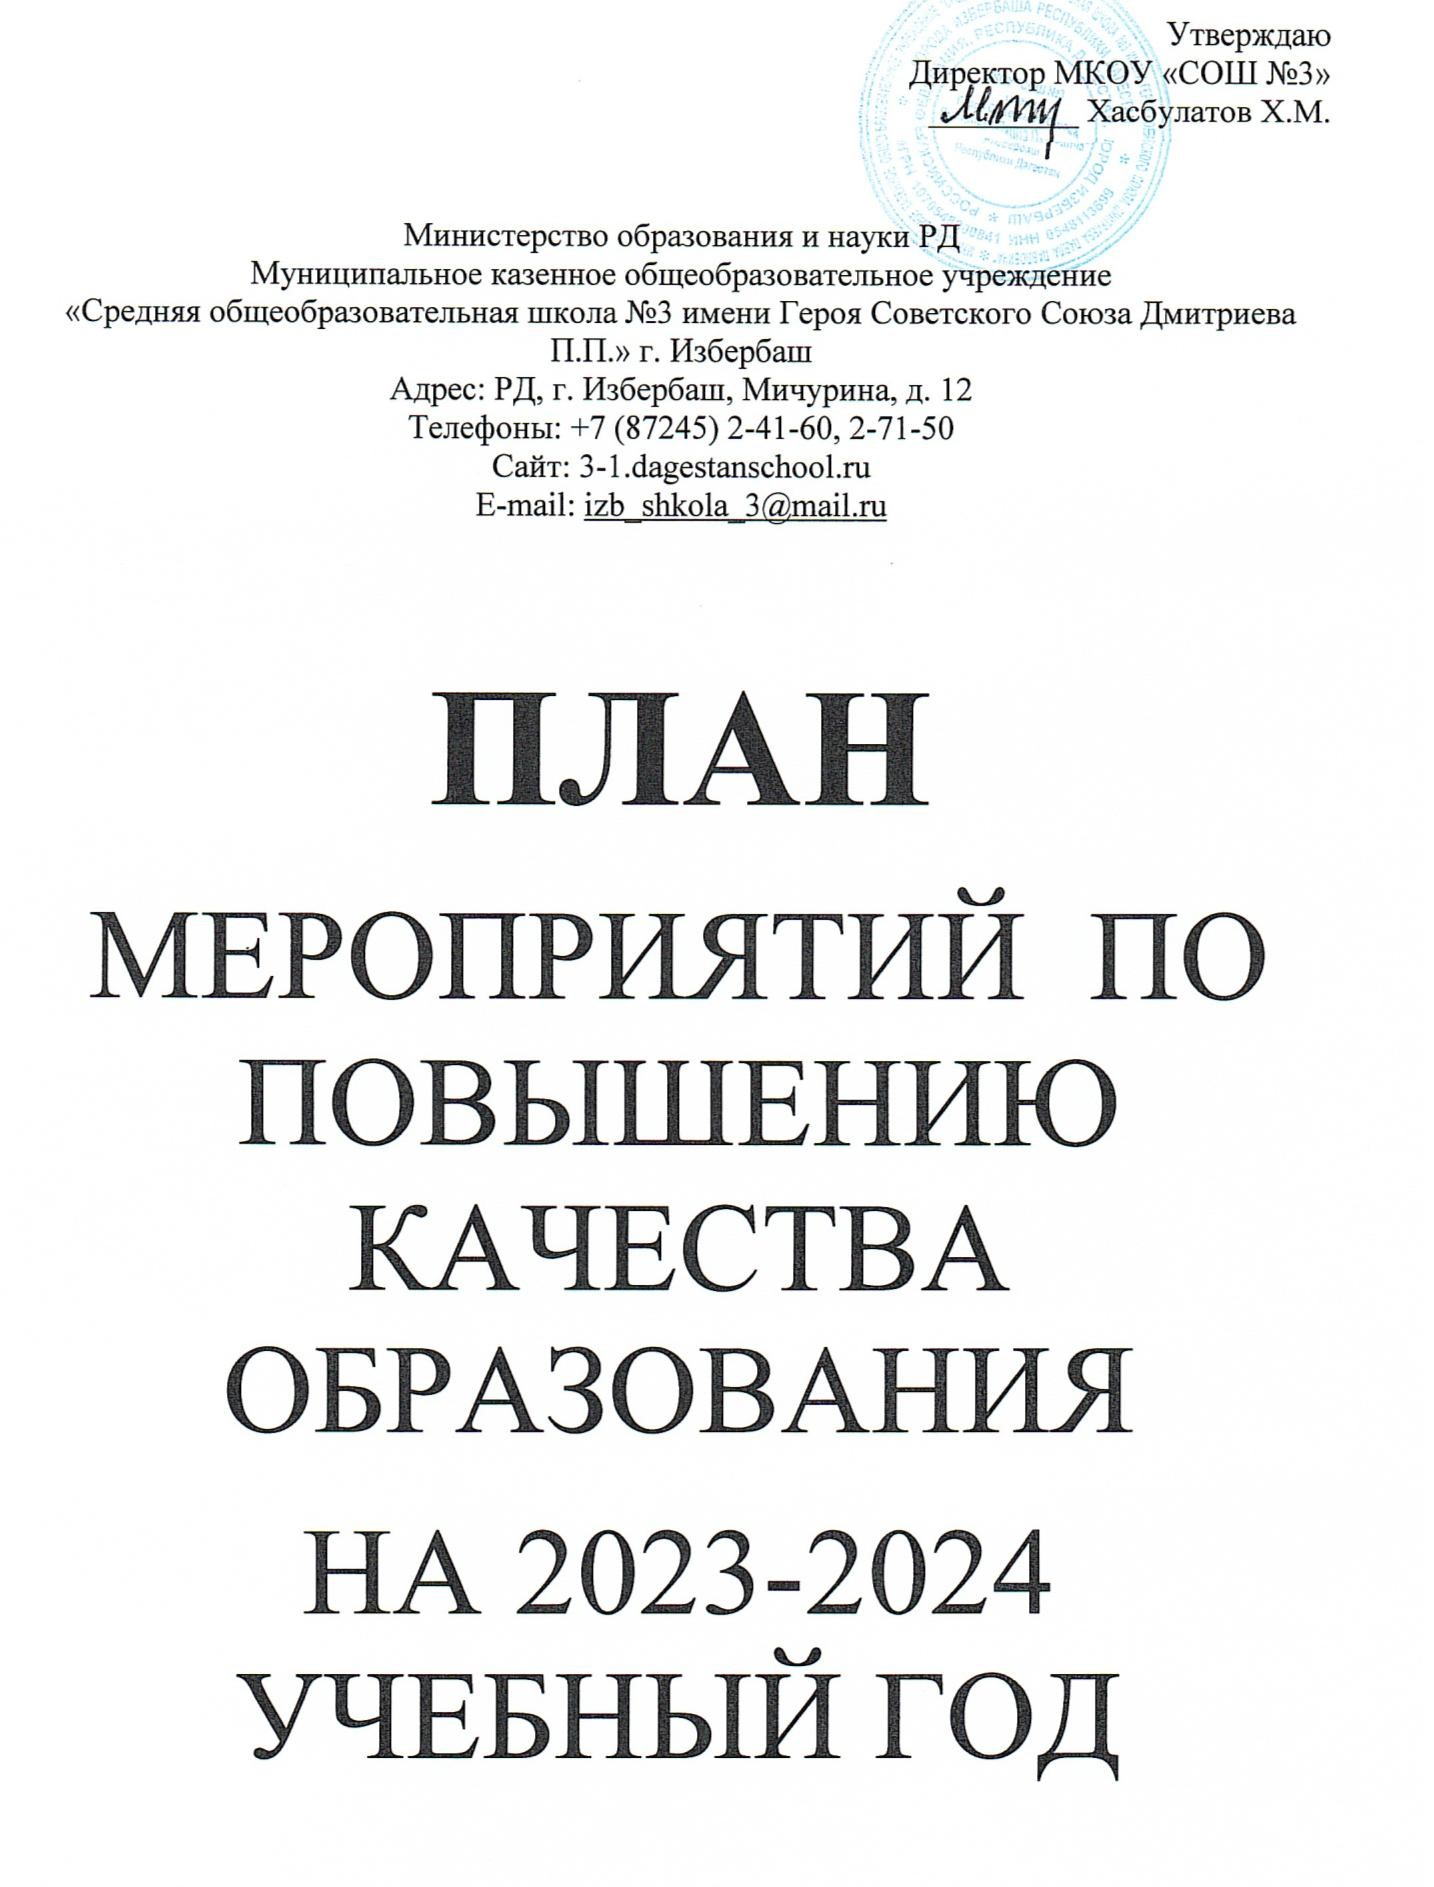 Утверждаю
Директор МКОУ «СОШ №3»
Хасбулатов Х.М.
Министерство образования и науки РД
Муниципальное казенное общеобразовательное учреждение
«Средняя общеобразовательная школа №3 имени Героя Советского Союза Дмитриева
П.П.» г. Избербаш
Адрес: РД, г. Избербаш, Мичурина, д. 12
Телефоны: +7 (87245) 2-41-60, 2-71-50
Сайт: 3-1.dagestanschool.ru
E-mail: izb_shkola_3@mail.ru
ПЛАН
МЕРОПРИЯТИЙ ПО
ПОВЫШЕНИЮ
КАЧЕСТВА
ОБРАЗОВАНИЯ
НА 2023-2024
УЧЕБНЫЙ ГОД